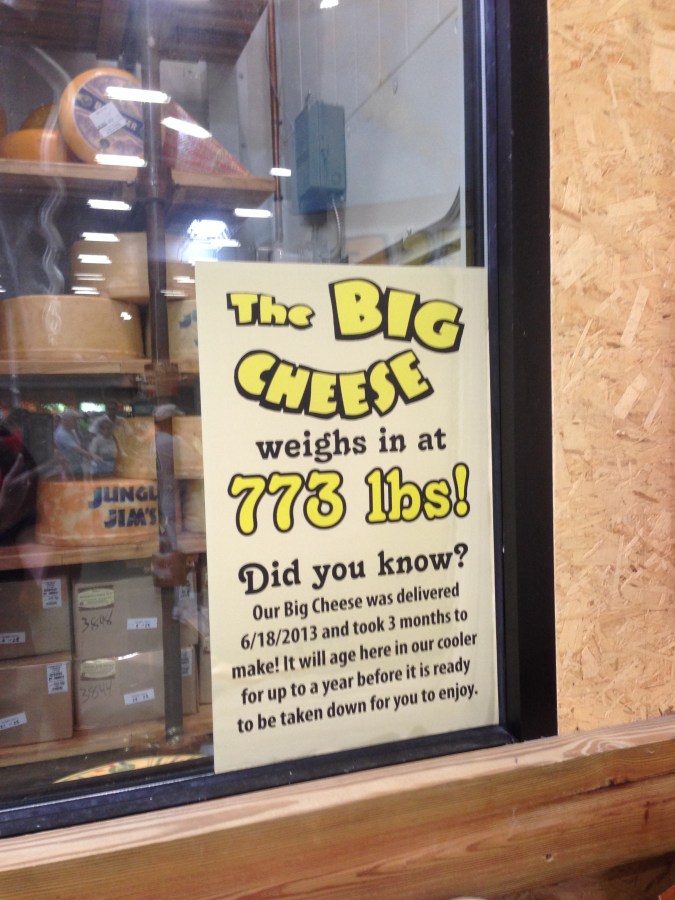 The BIG
CHEESE
weighs in at
773 lbs!
Did you know?
Our Big Cheese was delivered
6/18/2013 and took 3 months to
make! It will age here in our cooler
for up to a year before it is ready
to be taken down for you to enjoy.
JUNGL
JIM'S